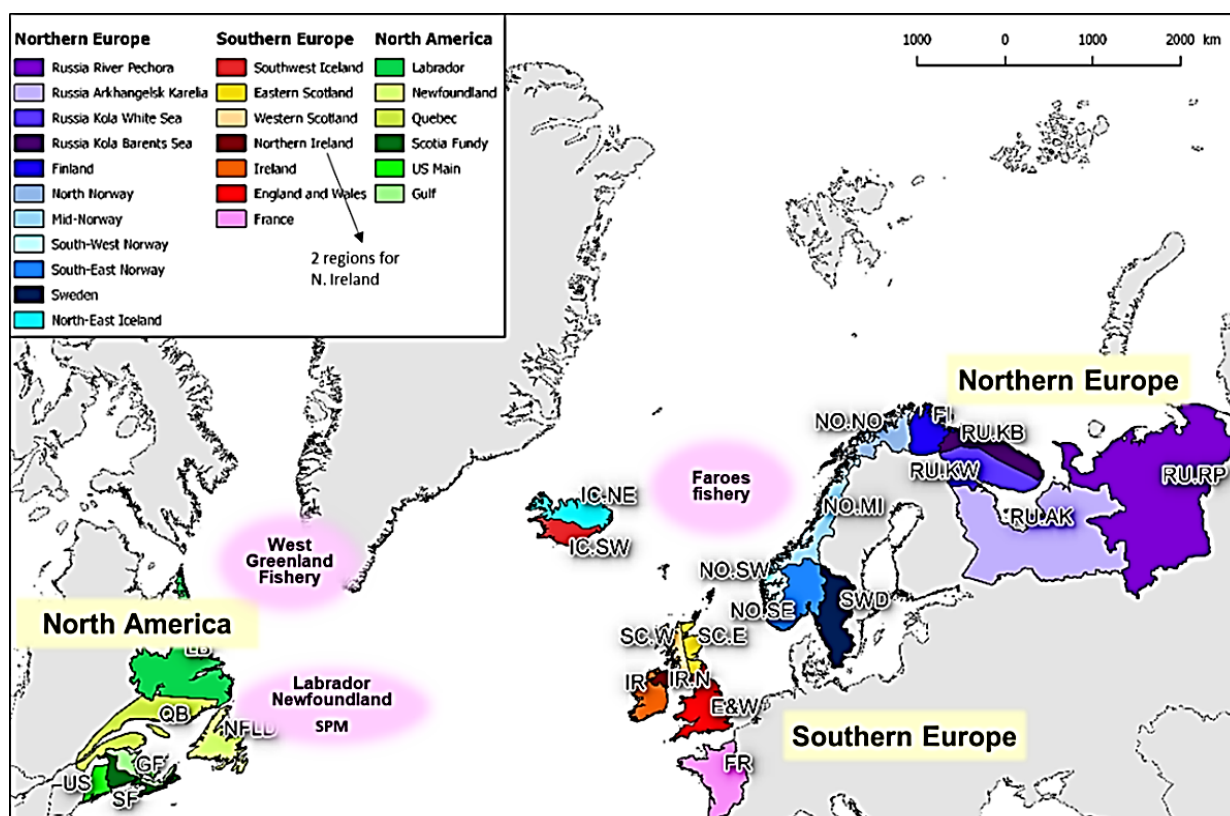 Northern Europe
Russia River Pechora
Russia Arkhangelsk Karelia
Russia Kola White Sea
Russia Kola Barents Sea
Finland
North Norway
Mid-Norway
South-West Norway
South-East Norway
Sweden
North-East Iceland
Southern Europe
Southwest Iceland
Eastern Scotland
Western Scotland
Northern Ireland
Ireland
England and Wales
France
2 regions for
N. Ireland
North America
Labrador
Newfoundland
Quebec
Scotia Fundy
US Main
Gulf
1000 0 1000 2000 km
Northern Europe
NO.NO
FI
RU.KB
RU.KW
RU.RP
RU.AK
NO.MI
Faroes
fishery
IC.NE
IC.SW
West
Greenland
Fishery
NO.SW
NO.SE
SWD
North America
LB
SC.W
SC.E
IR
IR.N
E&W
Labrador
Newfoundland
SPM
QB
NFLD
Southern Europe
FR
US
GF
SF